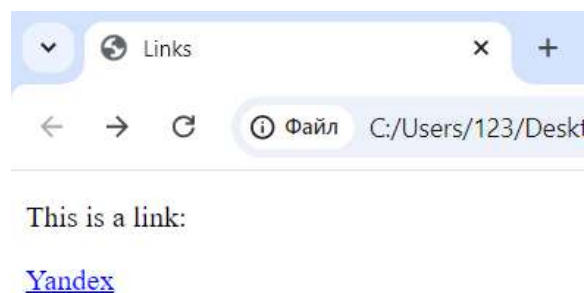 Links
Файл C:/Users/123/Deskt
This is a link:
Yandex